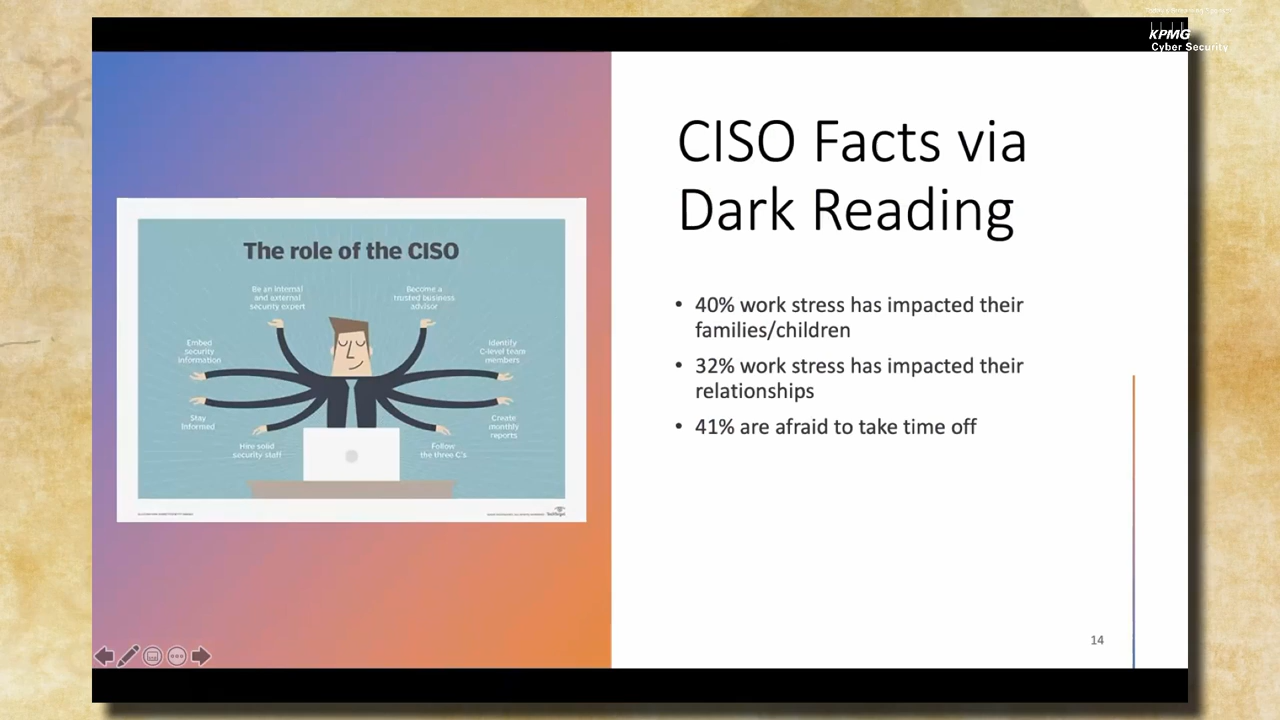 KPMG
Cyber Security
CISO Facts via
Dark Reading
The role of the CISO
Be an internal
and external
security expert
Become a
trusted business
advisor
Embed
security
information
Identify
C-level team
members
Stay
informed
Create
monthly
reports
Hire solid
security staff
Follow
the three C's
TechTarget
• 40% work stress has impacted their
families/children
• 32% work stress has impacted their
relationships
• 41% are afraid to take time off
14